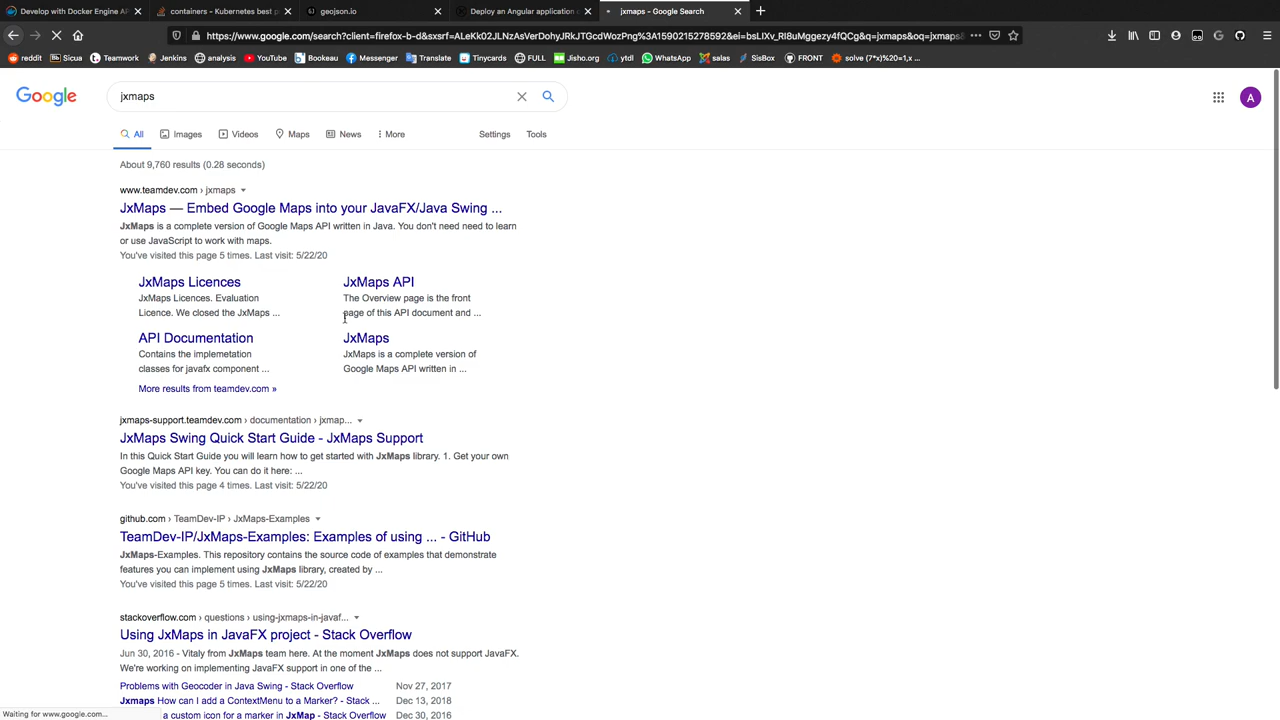 Develop with Docker Engine AP
containers - Kubernetes best p
geojson.io
Deploy an Angular application o
jxmaps - Google Search
https://www.google.com/search?client=firefox-b-d&sxsrf=ALeKk02JLNzAsVerDohyJRkJTGcdWozPng%3A1590215278592&ei=bsLIXv_RI8uMggezy4fQCg&q=jxmaps&oq=jxmaps&
reddit
Sicua
Teamwork
Jenkins
analysis
YouTube
Bookeau
Messenger
Translate
Tinycards
FULL
Jisho.org
ytdl
WhatsApp
salas
SisBox
FRONT
solve (7*x)%20=1,x ...
Google
jxmaps
A
All
Images
Videos
Maps
News
More
Settings
Tools
About 9,760 results (0.28 seconds)
www.teamdev.com › jxmaps
JxMaps — Embed Google Maps into your JavaFX/Java Swing ...
JxMaps is a complete version of Google Maps API written in Java. You don't need need to learn
or use JavaScript to work with maps.
You've visited this page 5 times. Last visit: 5/22/20
JxMaps Licences
JxMaps Licences. Evaluation
Licence. We closed the JxMaps ...
JxMaps API
The Overview page is the front
page of this API document and ...
API Documentation
Contains the implemetation
classes for javafx component ...
JxMaps
JxMaps is a complete version of
Google Maps API written in ...
More results from teamdev.com »
jxmaps-support.teamdev.com › documentation › jxmap...
JxMaps Swing Quick Start Guide - JxMaps Support
In this Quick Start Guide you will learn how to get started with JxMaps library. 1. Get your own
Google Maps API key. You can do it here: ...
You've visited this page 4 times. Last visit: 5/22/20
github.com › TeamDev-IP › JxMaps-Examples
TeamDev-IP/JxMaps-Examples: Examples of using ... - GitHub
JxMaps-Examples. This repository contains the source code of examples that demonstrate
features you can implement using JxMaps library, created by ...
You've visited this page 5 times. Last visit: 5/22/20
stackoverflow.com › questions › using-jxmaps-in-javaf...
Using JxMaps in JavaFX project - Stack Overflow
Jun 30, 2016 - Vitaly from JxMaps team here. At the moment JxMaps does not support JavaFX.
We're working on implementing JavaFX support in one of the ...
Problems with Geocoder in Java Swing - Stack Overflow
Nov 27, 2017
Jxmaps How can I add a ContextMenu to a Marker? - Stack ...
Dec 13, 2018
a custom icon for a marker in JxMap - Stack Overflow
Dec 30, 2016
Waiting for www.google.com...